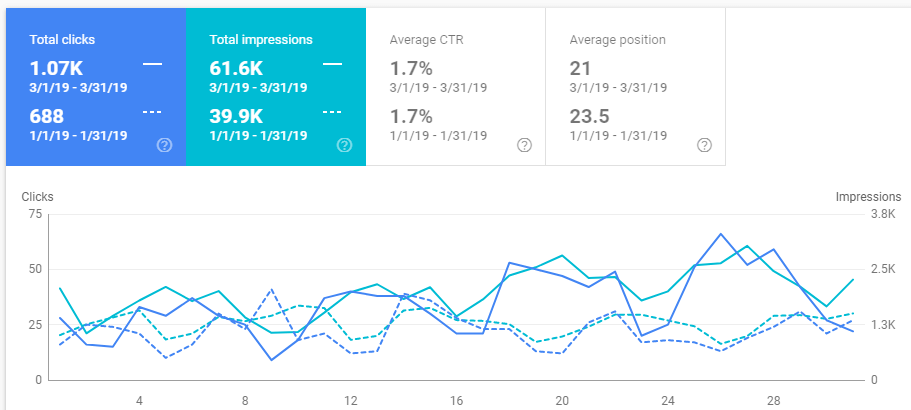 Total clicks
1.07K
3/1/19 - 3/31/19
688
1/1/19 - 1/31/19
Total impressions
61.6K
3/1/19 - 3/31/19
39.9K
1/1/19 - 1/31/19
Average CTR
1.7%
3/1/19 - 3/31/19
1.7%
1/1/19 - 1/31/19
Average position
21
3/1/19 - 3/31/19
23.5
1/1/19 - 1/31/19
Clicks
Impressions
75
3.8K
50
2.5K
25
1.3K
0
0
4 8 12 16 20 24 28